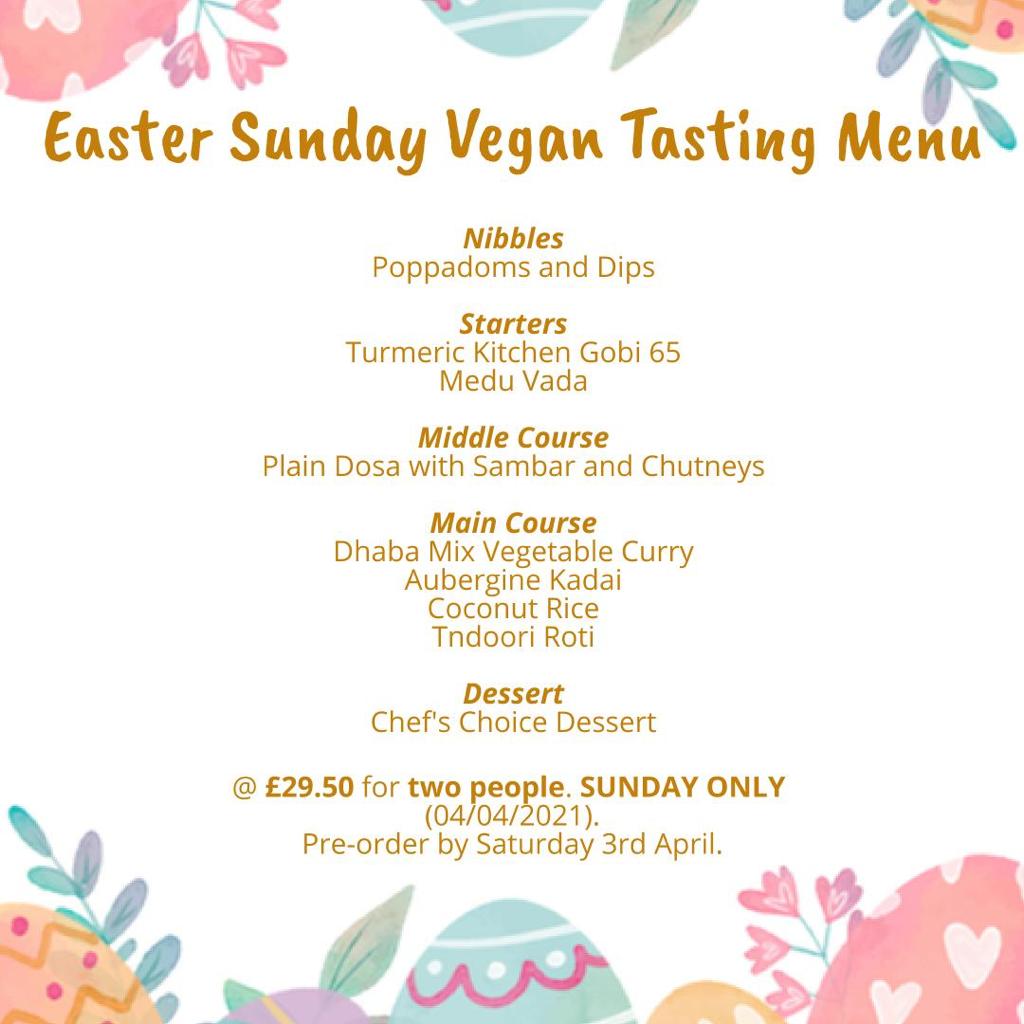 Easter Sunday Vegan Tasting Menu
Nibbles
Poppadoms and Dips
Starters
Turmeric Kitchen Gobi 65
Medu Vada
Middle Course
Plain Dosa with Sambar and Chutneys
Main Course
Dhaba Mix Vegetable Curry
Aubergine Kadai
Coconut Rice
Tndoori Roti
Dessert
Chef's Choice Dessert
@ £29.50 for two people. SUNDAY ONLY
(04/04/2021).
Pre-order by Saturday 3rd April.